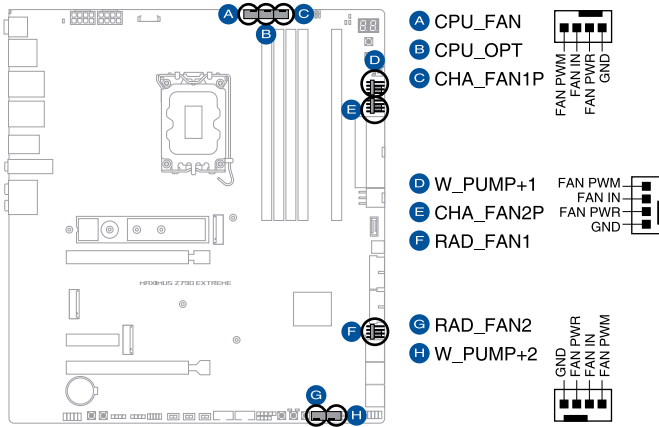 A CPU_FAN
B CPU_OPT
C CHA_FAN1P
FAN PWM
FAN IN
FAN PWR
GND
D W_PUMP+1
E CHA_FAN2P
F RAD_FAN1
FAN PWM
FAN IN
FAN PWR
GND
G RAD_FAN2
H W_PUMP+2
GND
FAN PWR
FAN IN
FAN PWM
A
B
C
D
E
F
G
H
MAXIMUS Z790 EXTREME